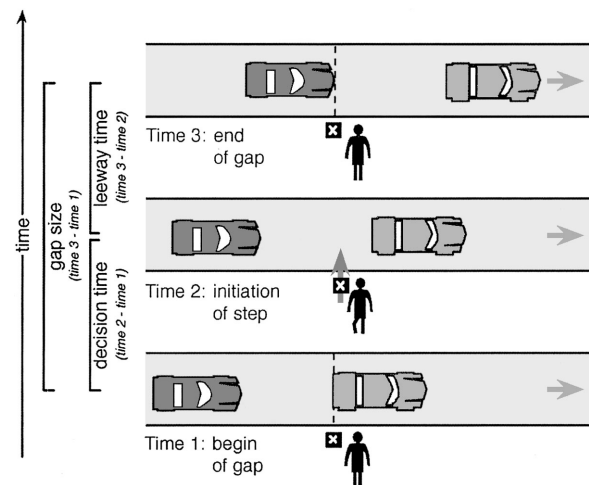 time
gap size
(time 3 - time 1)
leeway time
(time 3 - time 2)
decision time
(time 2 - time 1)
Time 3: end
of gap
Time 2: initiation
of step
Time 1: begin
of gap